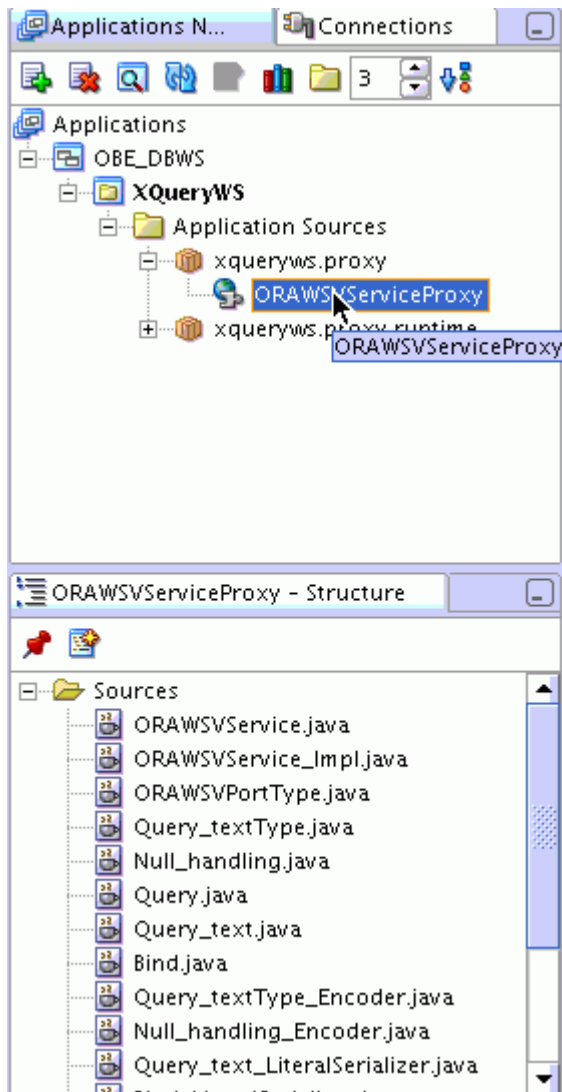 Applications N...
Connections
3
Applications
OBE_DBWS
XQueryWS
Application Sources
xqueryws.proxy
ORAWSVServiceProxy
xqueryws.proxy.runtime
ORAWSVServiceProxy
ORAWSVServiceProxy - Structure
Sources
ORAWSVService.java
ORAWSVService_Impl.java
ORAWSVPortType.java
Query_textType.java
Null_handling.java
Query.java
Query_text.java
Bind.java
Query_textType_Encoder.java
Null_handling_Encoder.java
Query_text_LiteralSerializer.java